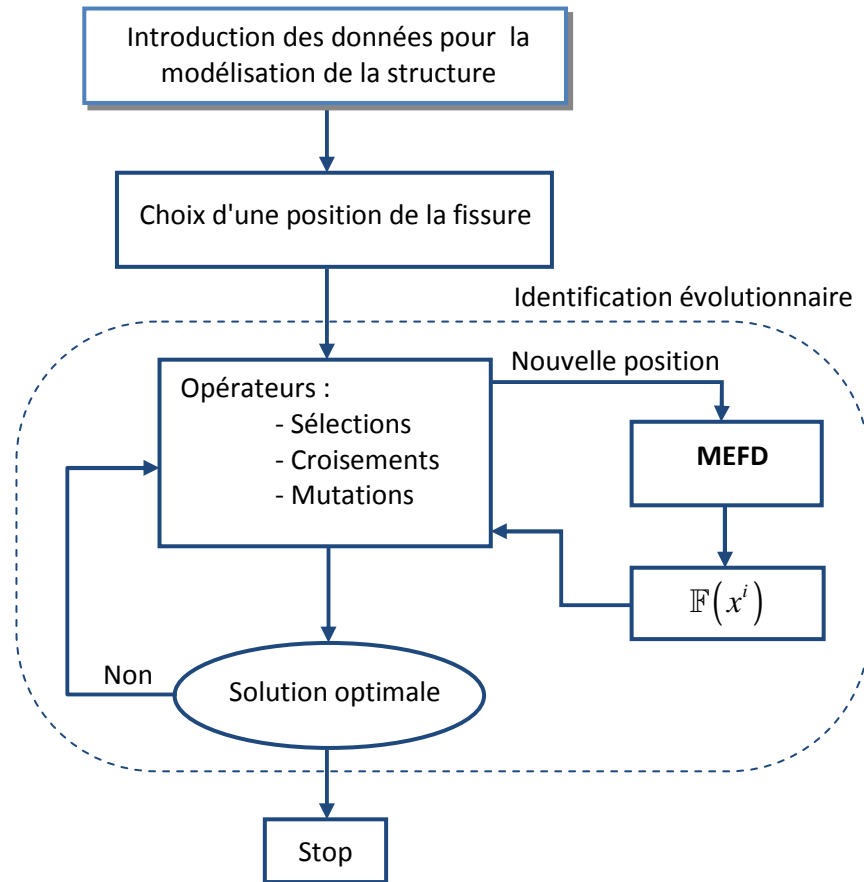 Introduction des données pour la
modélisation de la structure
Choix d'une position de la fissure
Identification évolutionnaire
Nouvelle position
Opérateurs :
- Sélections
- Croisements
- Mutations
MEFD
𝔽(xⁱ)
Non
Solution optimale
Stop